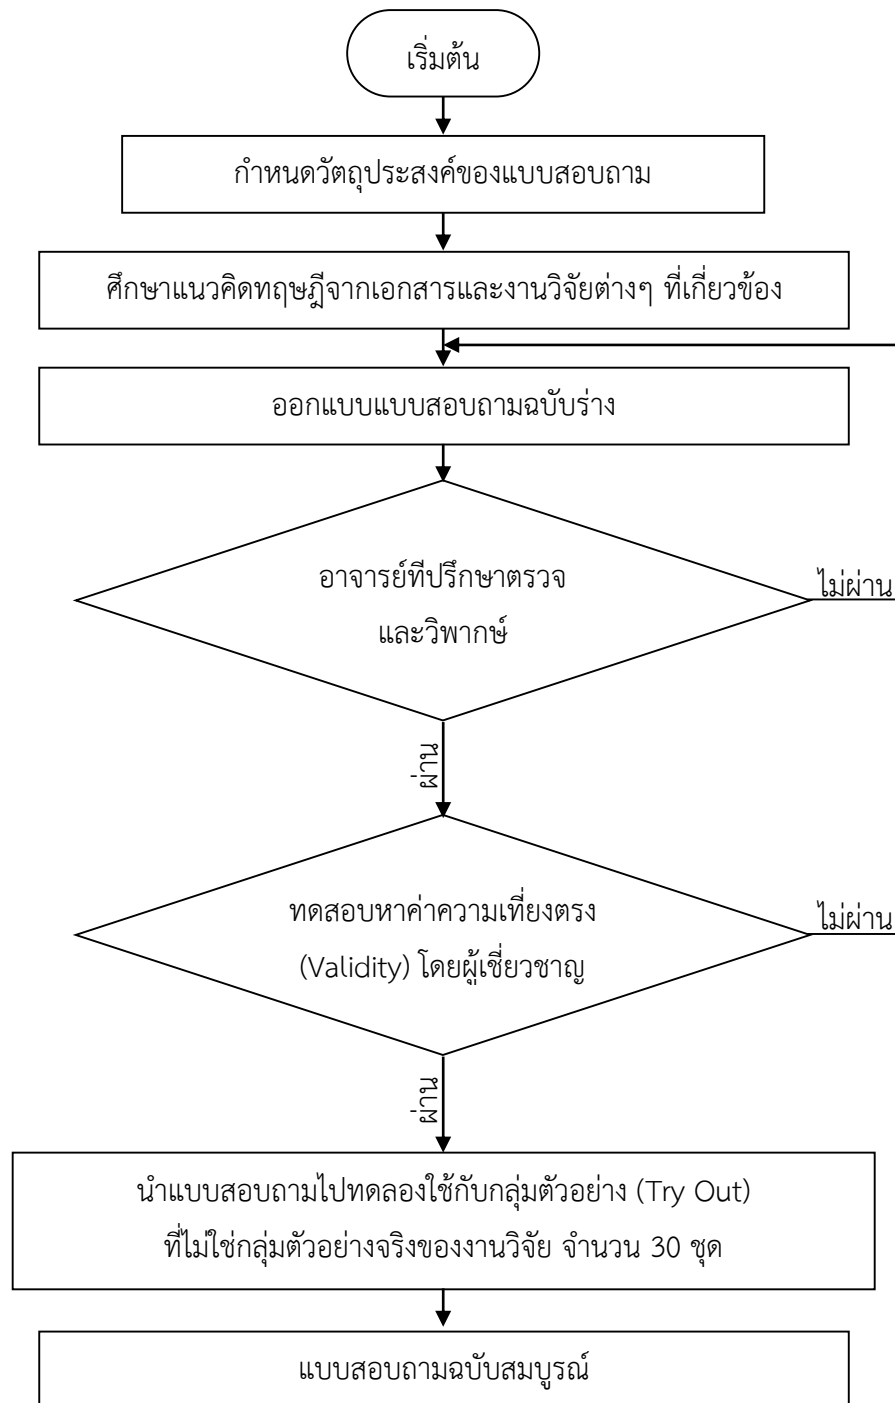 เริ่มต้น
กำหนดวัตถุประสงค์ของแบบสอบถาม
ศึกษาแนวคิดทฤษฎีจากเอกสารและงานวิจัยต่างๆ ที่เกี่ยวข้อง
ออกแบบแบบสอบถามฉบับร่าง
อาจารย์ทีปรึกษาตรวจ
และวิพากษ์
ไม่ผ่าน
ผ่าน
ทดสอบหาค่าความเที่ยงตรง
(Validity) โดยผู้เชี่ยวชาญ
ไม่ผ่าน
ผ่าน
นำแบบสอบถามไปทดลองใช้กับกลุ่มตัวอย่าง (Try Out)
ที่ไม่ใช่กลุ่มตัวอย่างจริงของงานวิจัย จำนวน 30 ชุด
แบบสอบถามฉบับสมบูรณ์